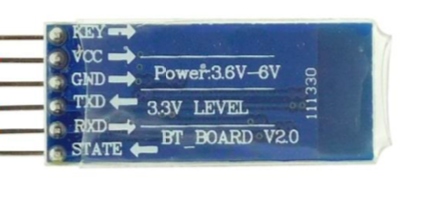 KEY
VCC
GND
TXD
RXD
STATE
Power:3.6V-6V
3.3V LEVEL
BT_BOARD V2.0
111330